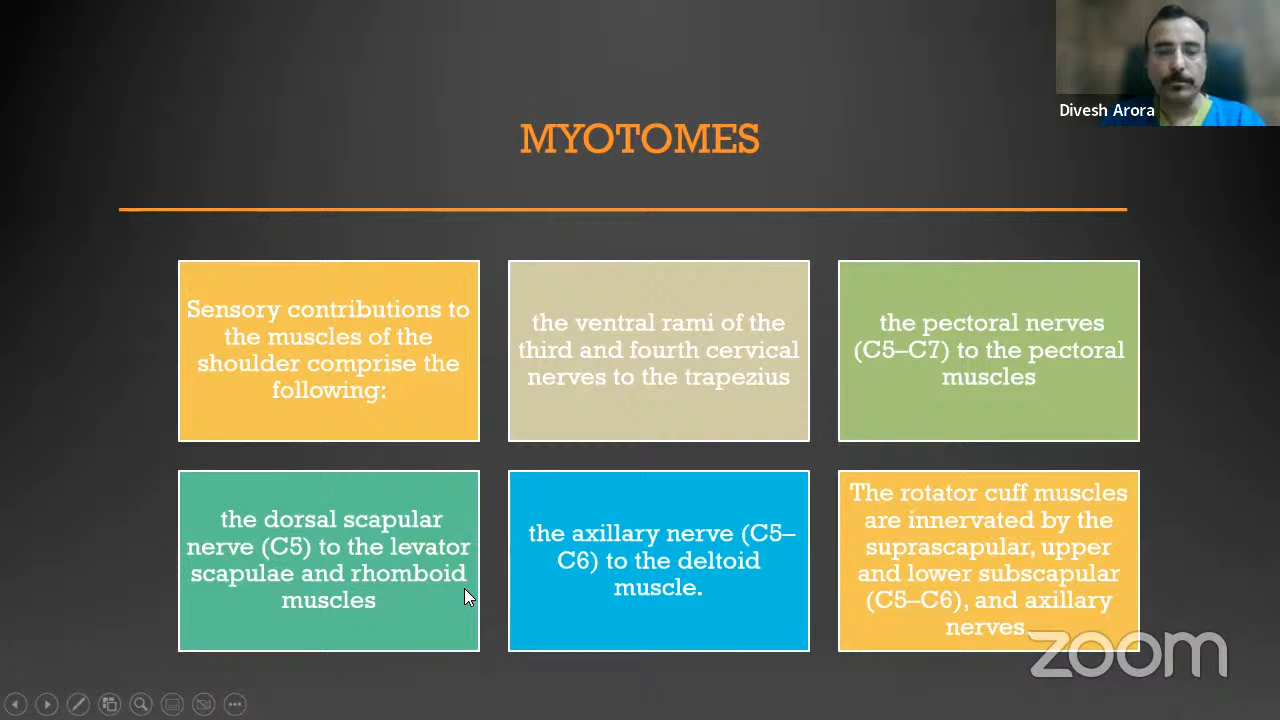 Divesh Arora
MYOTOMES
Sensory contributions to
the muscles of the
shoulder comprise the
following:
the ventral rami of the
third and fourth cervical
nerves to the trapezius
the pectoral nerves
(C5–C7) to the pectoral
muscles
the dorsal scapular
nerve (C5) to the levator
scapulae and rhomboid
muscles
the axillary nerve (C5–
C6) to the deltoid
muscle.
The rotator cuff muscles
are innervated by the
suprascapular, upper
and lower subscapular
(C5–C6), and axillary
nerves.
zoom